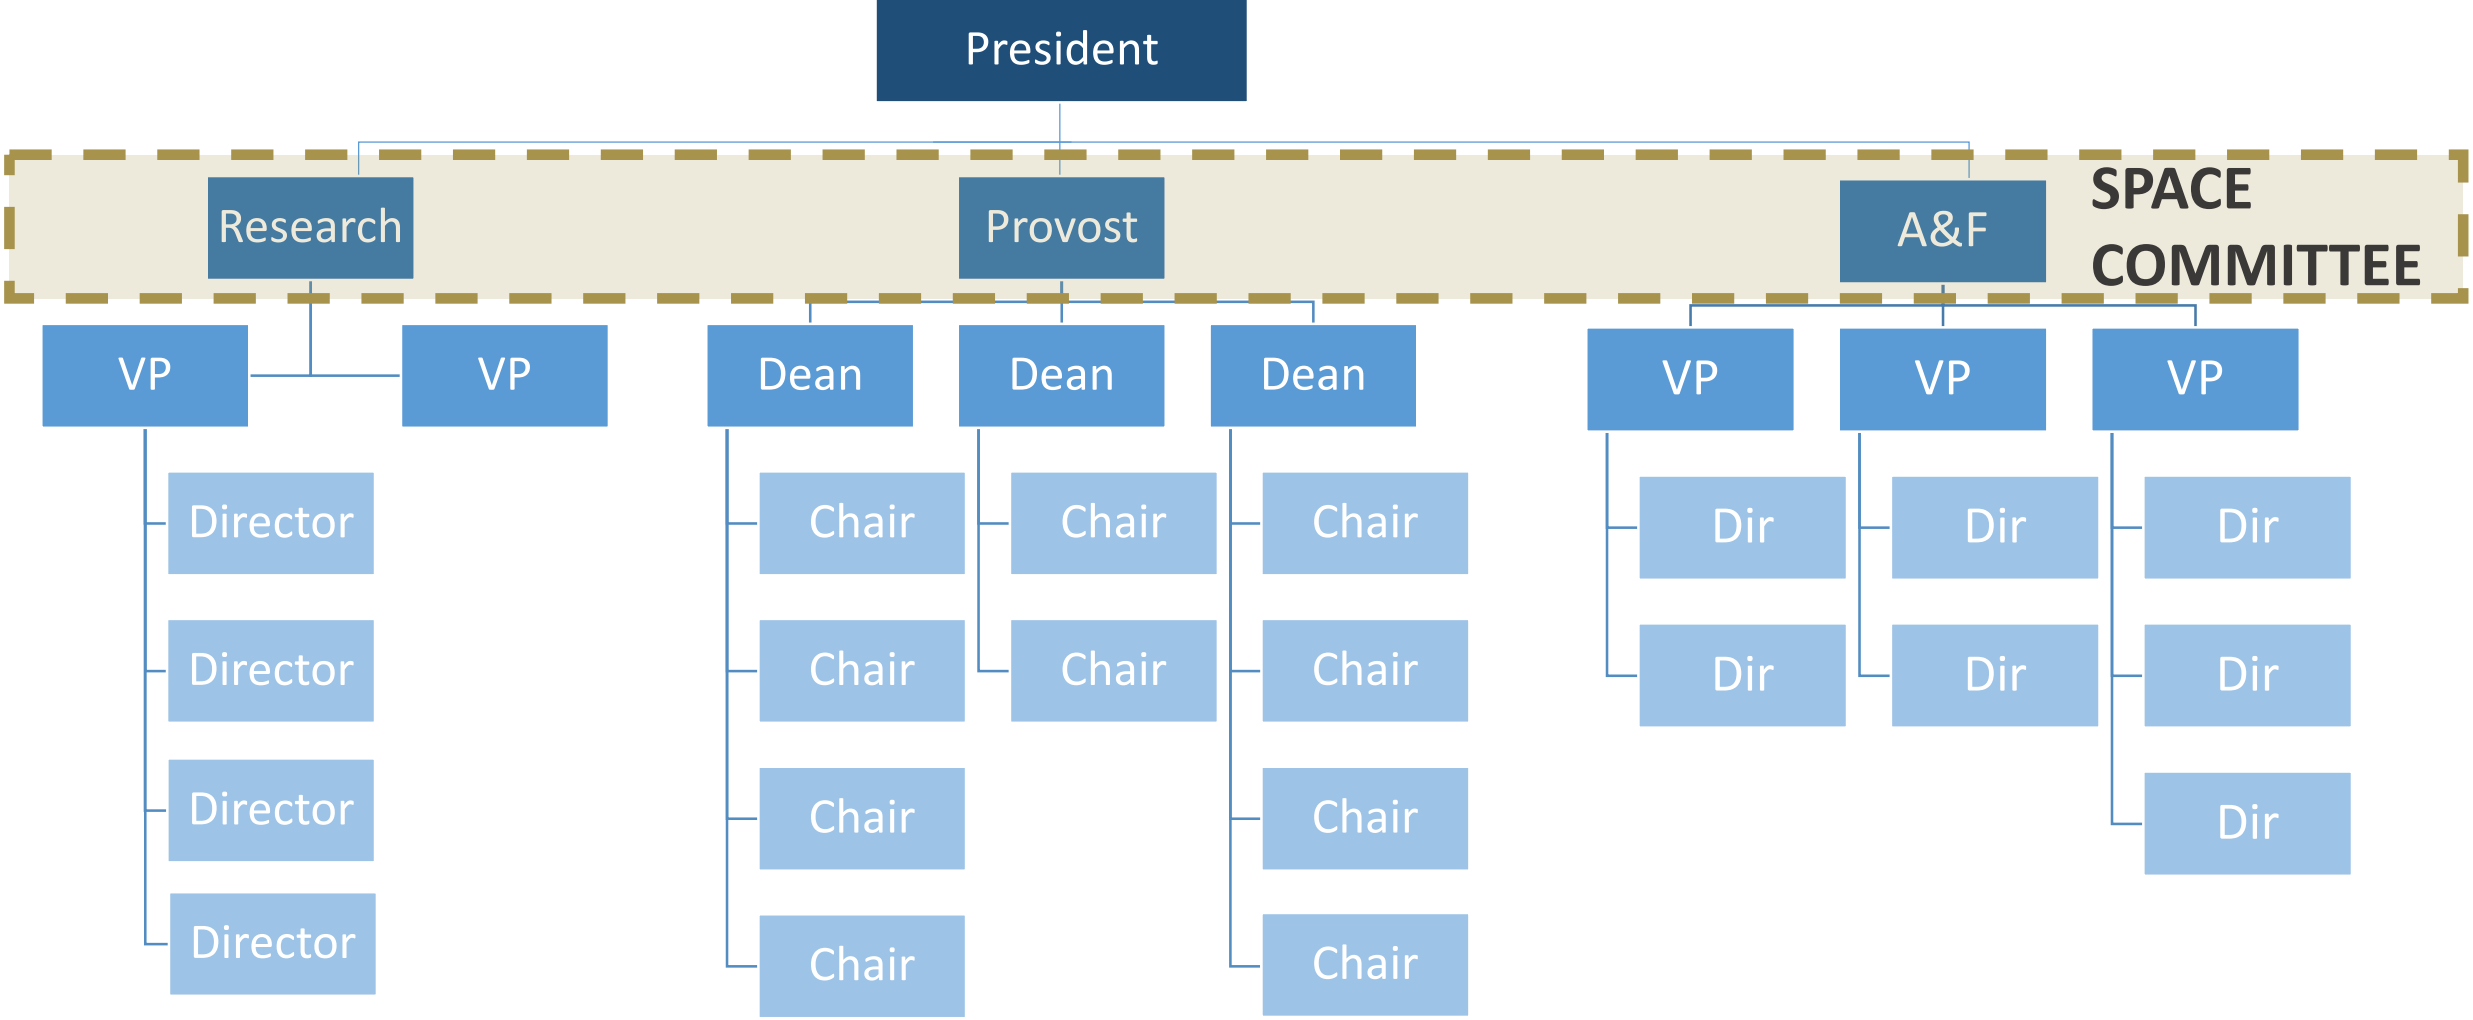 President
Research
Provost
A&F
SPACE
COMMITTEE
VP
VP
Dean
Dean
Dean
VP
VP
VP
Director
Chair
Chair
Chair
Dir
Dir
Dir
Director
Chair
Chair
Chair
Dir
Dir
Dir
Director
Chair
Chair
Dir
Director
Chair
Chair